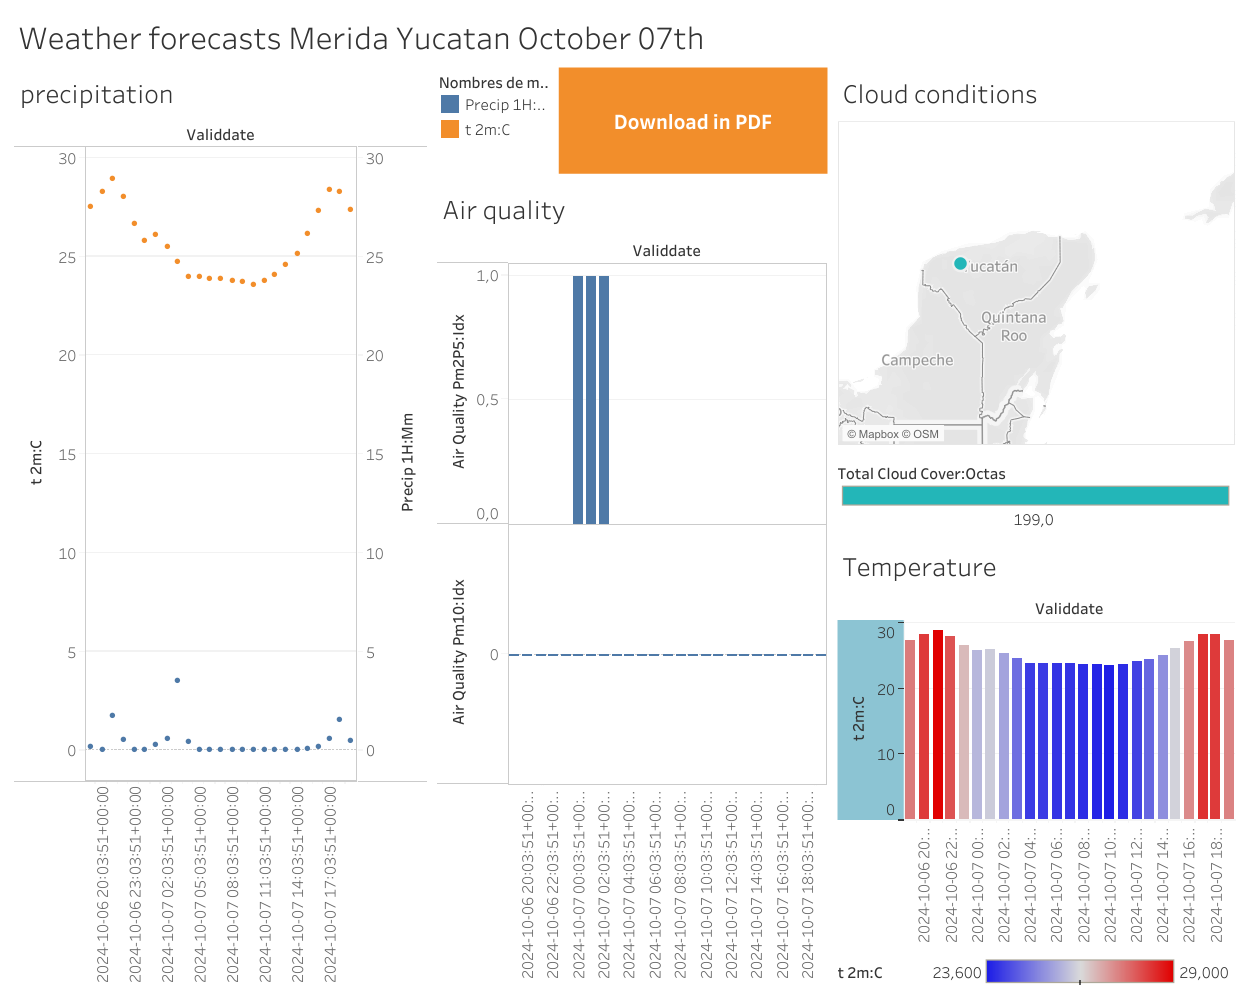 Weather forecasts Merida Yucatan October 07th
precipitation
Validdate
30
25
20
15
10
5
0
t 2m:C
30
25
20
15
10
5
0
Precip 1H:Mm
2024-10-06 20:03:51+00:00
2024-10-06 23:03:51+00:00
2024-10-07 02:03:51+00:00
2024-10-07 05:03:51+00:00
2024-10-07 08:03:51+00:00
2024-10-07 11:03:51+00:00
2024-10-07 14:03:51+00:00
2024-10-07 17:03:51+00:00
Nombres de m..
Precip 1H:..
t 2m:C
Download in PDF
Air quality
Validdate
Air Quality Pm2P5:Idx
1,0
0,5
0,0
Air Quality Pm10:Idx
0
2024-10-06 20:03:51+00:..
2024-10-06 22:03:51+00:..
2024-10-07 00:03:51+00:..
2024-10-07 02:03:51+00:..
2024-10-07 04:03:51+00:..
2024-10-07 06:03:51+00:..
2024-10-07 08:03:51+00:..
2024-10-07 10:03:51+00:..
2024-10-07 12:03:51+00:..
2024-10-07 14:03:51+00:..
2024-10-07 16:03:51+00:..
2024-10-07 18:03:51+00:..
Cloud conditions
ucatán
Quintana
Roo
Campeche
© Mapbox © OSM
Total Cloud Cover:Octas
199,0
Temperature
Validdate
t 2m:C
30
20
10
0
2024-10-06 20:..
2024-10-06 22:..
2024-10-07 00:..
2024-10-07 02:..
2024-10-07 04:..
2024-10-07 06:..
2024-10-07 08:..
2024-10-07 10:..
2024-10-07 12:..
2024-10-07 14:..
2024-10-07 16:..
2024-10-07 18:..
t 2m:C
23,600
29,000